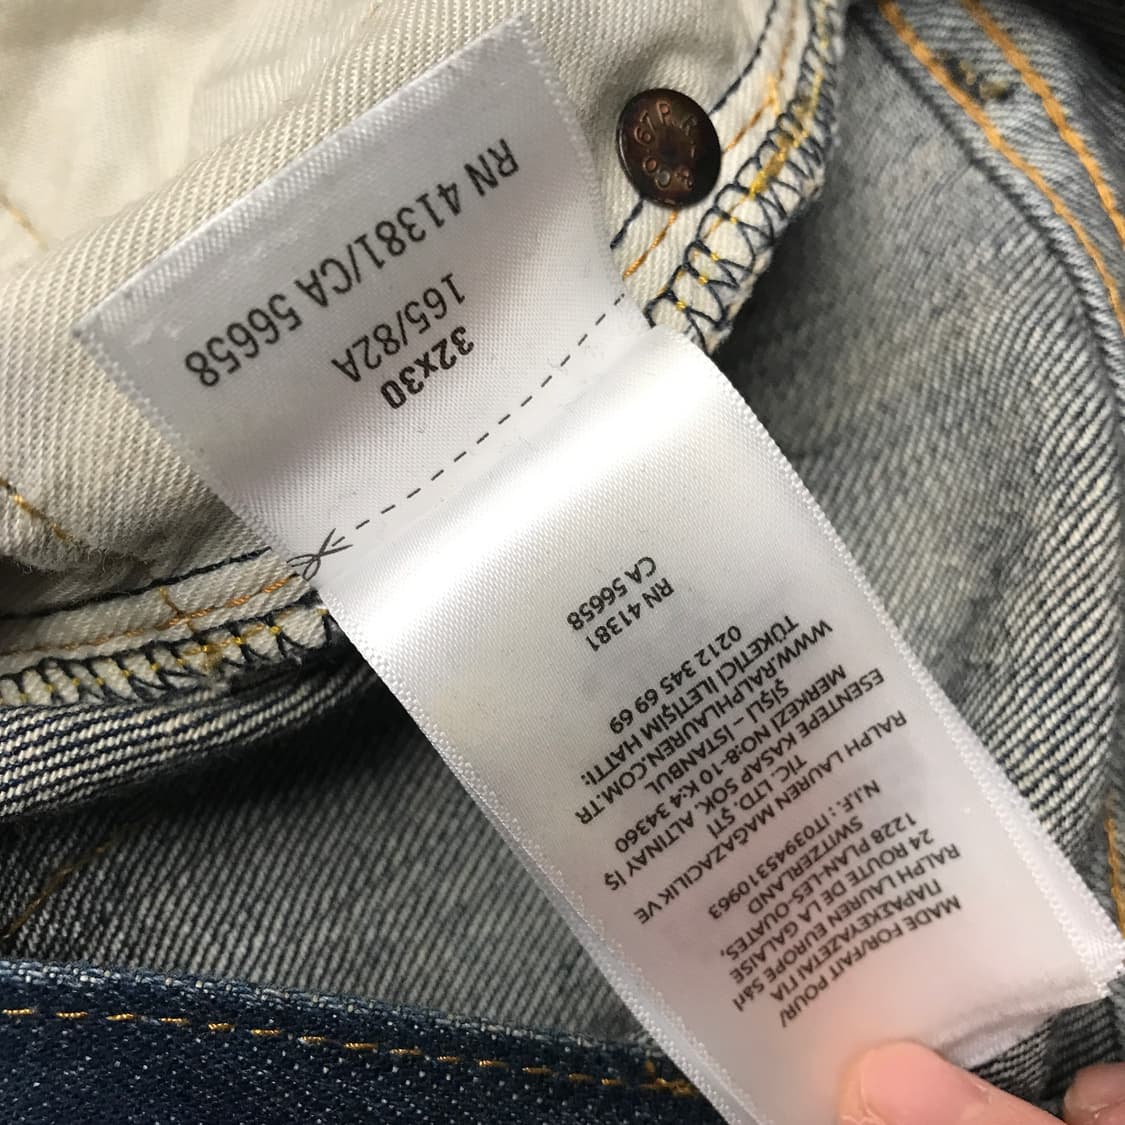 MADE FOR/FAIT POUR/
ΠΑΡΑΣΚΕΥΑΖΕΤΑΙ ΓΙΑ
RALPH LAUREN EUROPE Sàrl
24 ROUTE DE LA GALAISE
1228 PLAN-LES-OUATES,
SWITZERLAND
N.I.F.: IT03945310963
RALPH LAUREN MAĞAZACILIK VE
TIC. LTD. ŞTİ
ESENTEPE KASAP SOK. ALTINAY İŞ
MERKEZİ NO:8-10 K:4 34360
ŞİŞLİ – İSTANBUL
WWW.RALPHLAUREN.COM.TR
TÜKETİCİ İLETİŞİM HATTI:
0212 345 69 69
RN 41381
CA 56658
32x30
165/82A
RN 41381/CA 56658